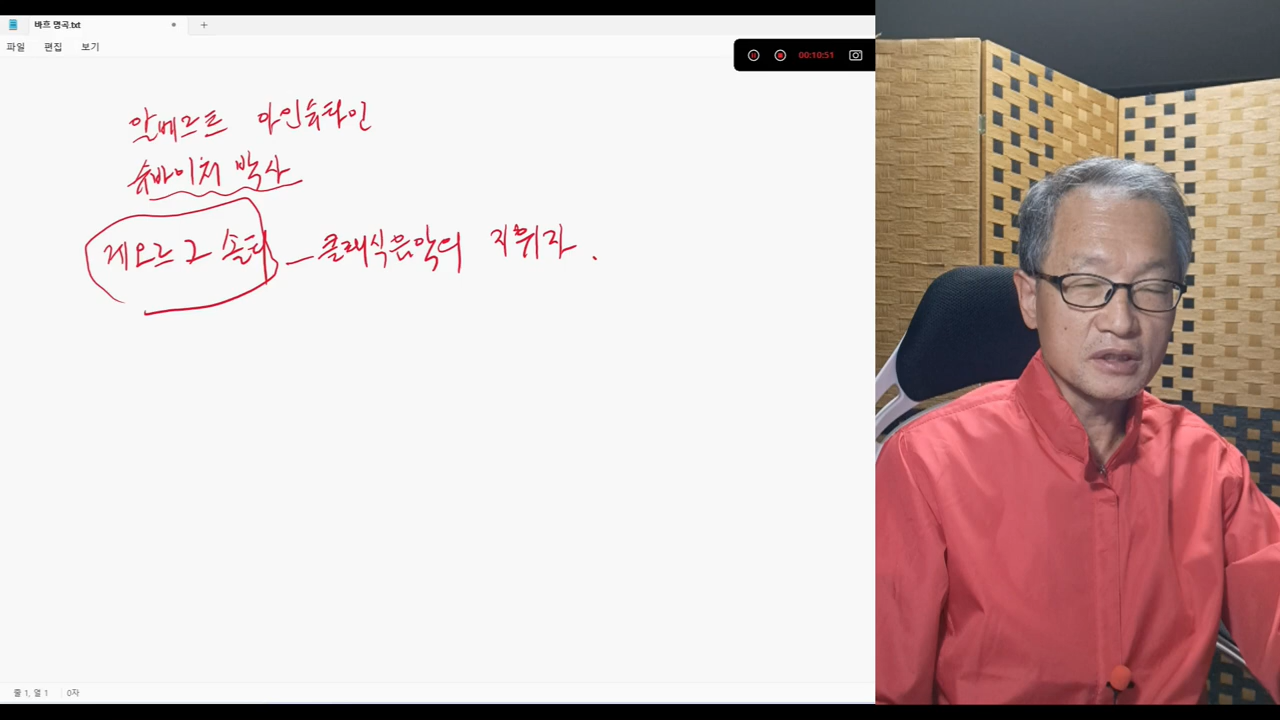 바흐 명곡.txt
파일 편집 보기
00:10:51
알베르트 아인슈타인
슈바이처 박사
게오르그 솔티 – 클래식음악의 지휘자.
줄 1, 열 1 0자